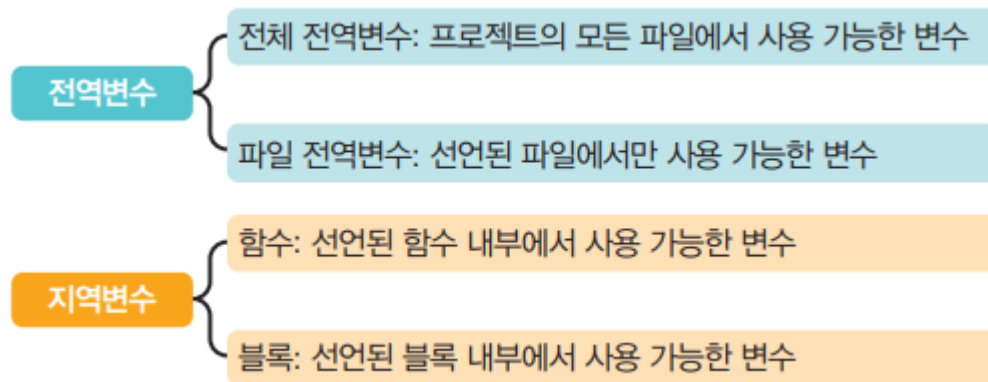 전역변수
전체 전역변수: 프로젝트의 모든 파일에서 사용 가능한 변수
파일 전역변수: 선언된 파일에서만 사용 가능한 변수
지역변수
함수: 선언된 함수 내부에서 사용 가능한 변수
블록: 선언된 블록 내부에서 사용 가능한 변수